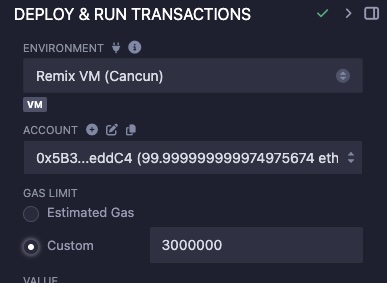 DEPLOY & RUN TRANSACTIONS
ENVIRONMENT
Remix VM (Cancun)
VM
ACCOUNT
0x5B3...eddC4 (99.999999999974975674 eth
GAS LIMIT
Estimated Gas
Custom 3000000
VALUE